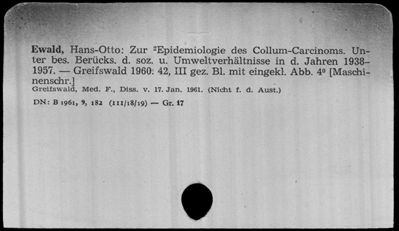 Ewald, Hans-Otto: Zur ²Epidemiologie des Collum-Carcinoms. Un-
ter bes. Berücks. d. soz. u. Umweltverhältnisse in d. Jahren 1938–
1957. — Greifswald 1960: 42, III gez. Bl. mit eingekl. Abb. 4° [Maschi-
nenschr.]
Greifswald, Med. F., Diss. v. 17. Jan. 1961. (Nicht f. d. Aust.)
DN: B 1961, 9, 182 (111/18/19) — Gr. 17